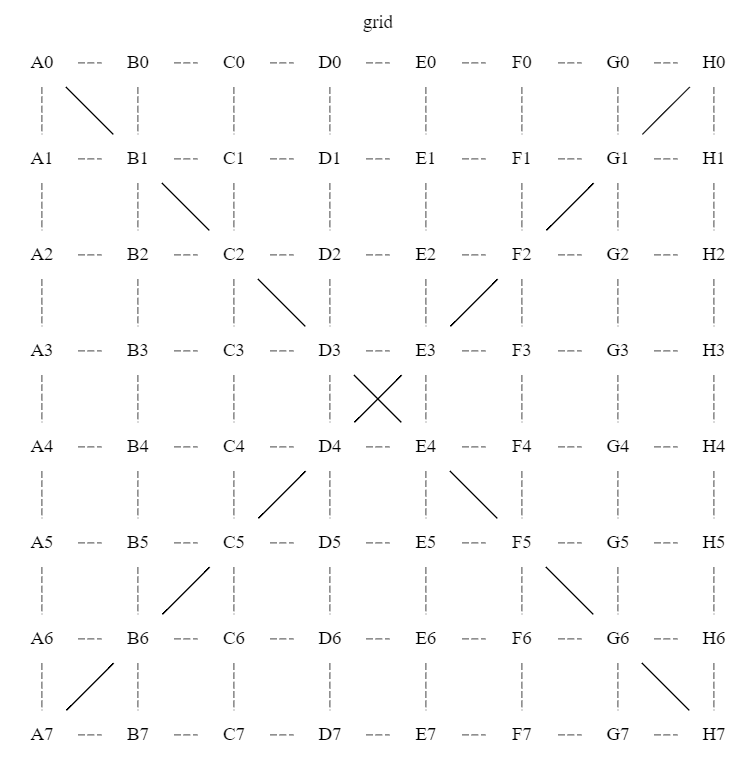 grid
A0 B0 C0 D0 E0 F0 G0 H0
A1 B1 C1 D1 E1 F1 G1 H1
A2 B2 C2 D2 E2 F2 G2 H2
A3 B3 C3 D3 E3 F3 G3 H3
A4 B4 C4 D4 E4 F4 G4 H4
A5 B5 C5 D5 E5 F5 G5 H5
A6 B6 C6 D6 E6 F6 G6 H6
A7 B7 C7 D7 E7 F7 G7 H7